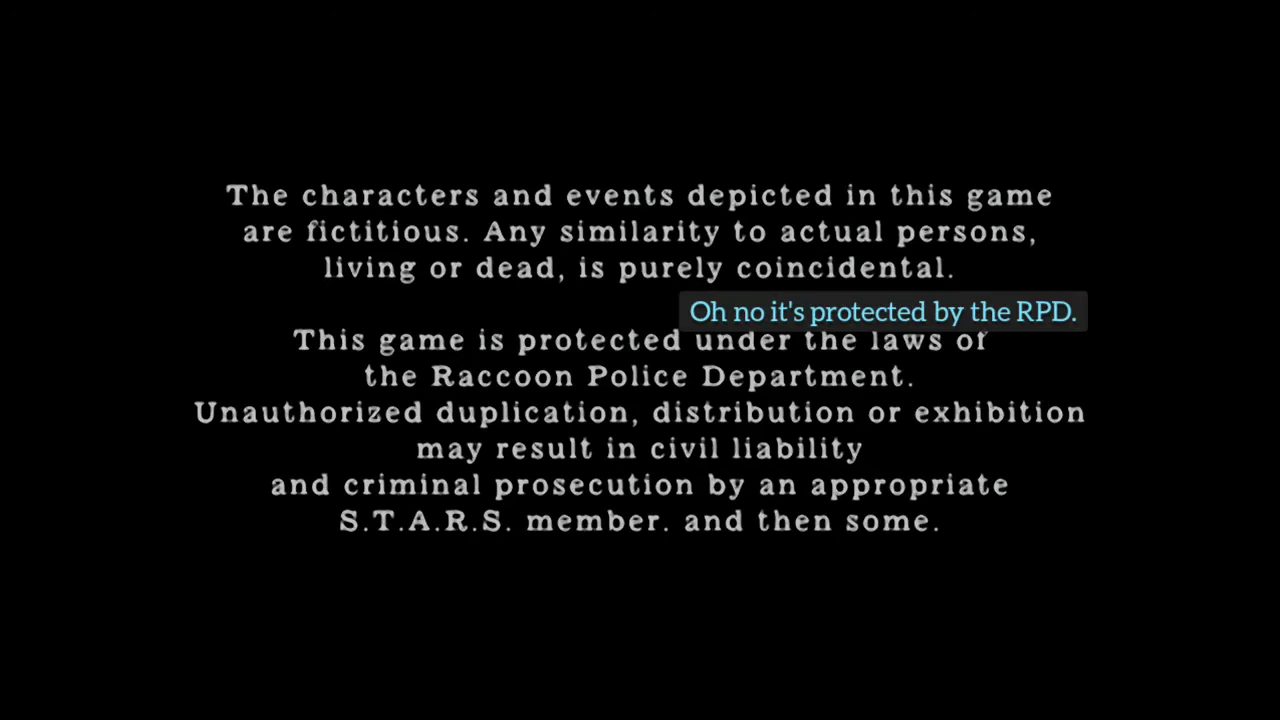 The characters and events depicted in this game
are fictitious. Any similarity to actual persons,
living or dead, is purely coincidental.
Oh no it's protected by the RPD.
This game is protected under the laws of
the Raccoon Police Department.
Unauthorized duplication, distribution or exhibition
may result in civil liability
and criminal prosecution by an appropriate
S.T.A.R.S. member. and then some.